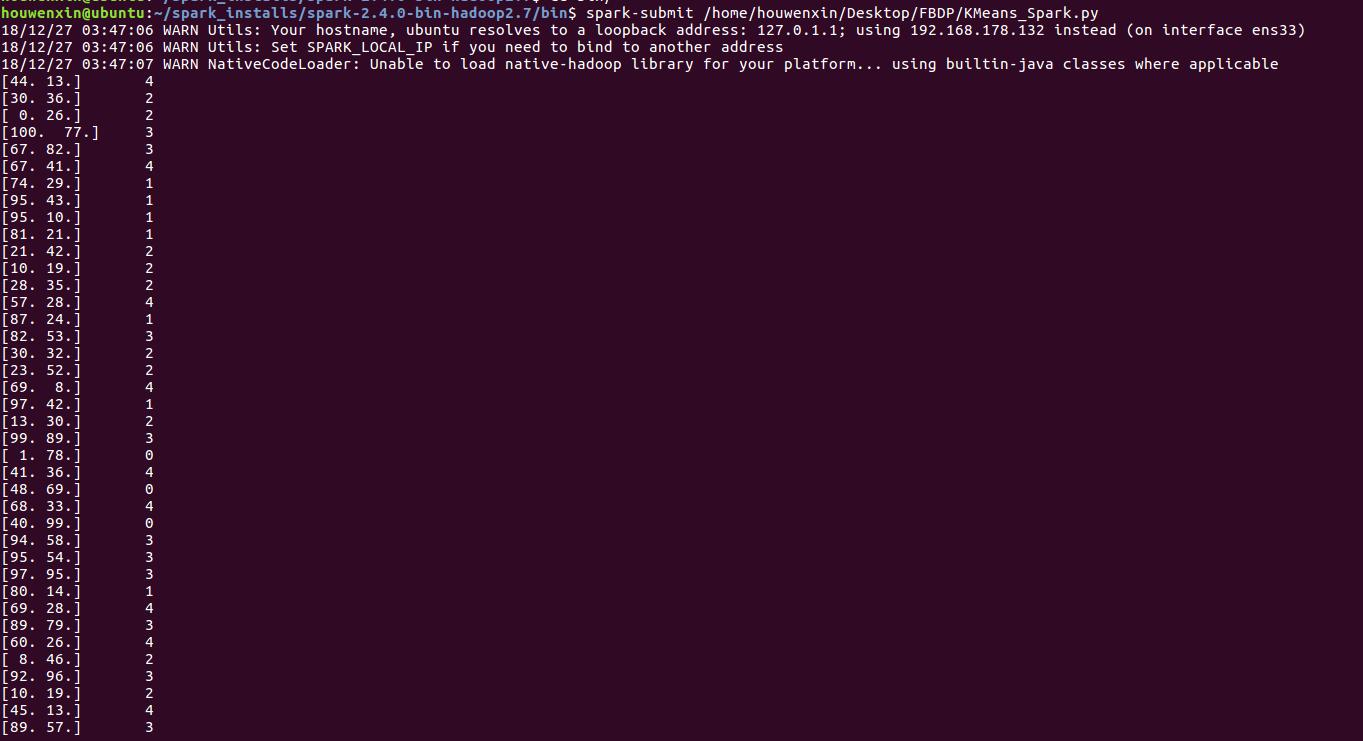 houwenxin@ubuntu:~/spark_installs/spark-2.4.0-bin-hadoop2.7/bin$ spark-submit /home/houwenxin/Desktop/FBDP/KMeans_Spark.py
18/12/27 03:47:06 WARN Utils: Your hostname, ubuntu resolves to a loopback address: 127.0.1.1; using 192.168.178.132 instead (on interface ens33)
18/12/27 03:47:06 WARN Utils: Set SPARK_LOCAL_IP if you need to bind to another address
18/12/27 03:47:07 WARN NativeCodeLoader: Unable to load native-hadoop library for your platform... using builtin-java classes where applicable
[44. 13.]       4
[30. 36.]       2
[ 0. 26.]       2
[100.  77.]     3
[67. 82.]       3
[67. 41.]       4
[74. 29.]       1
[95. 43.]       1
[95. 10.]       1
[81. 21.]       1
[21. 42.]       2
[10. 19.]       2
[28. 35.]       2
[57. 28.]       4
[87. 24.]       1
[82. 53.]       3
[30. 32.]       2
[23. 52.]       2
[69.  8.]       4
[97. 42.]       1
[13. 30.]       2
[99. 89.]       3
[ 1. 78.]       0
[41. 36.]       4
[48. 69.]       0
[68. 33.]       4
[40. 99.]       0
[94. 58.]       3
[95. 54.]       3
[97. 95.]       3
[80. 14.]       1
[69. 28.]       4
[89. 79.]       3
[60. 26.]       4
[ 8. 46.]       2
[92. 96.]       3
[10. 19.]       2
[45. 13.]       4
[89. 57.]       3